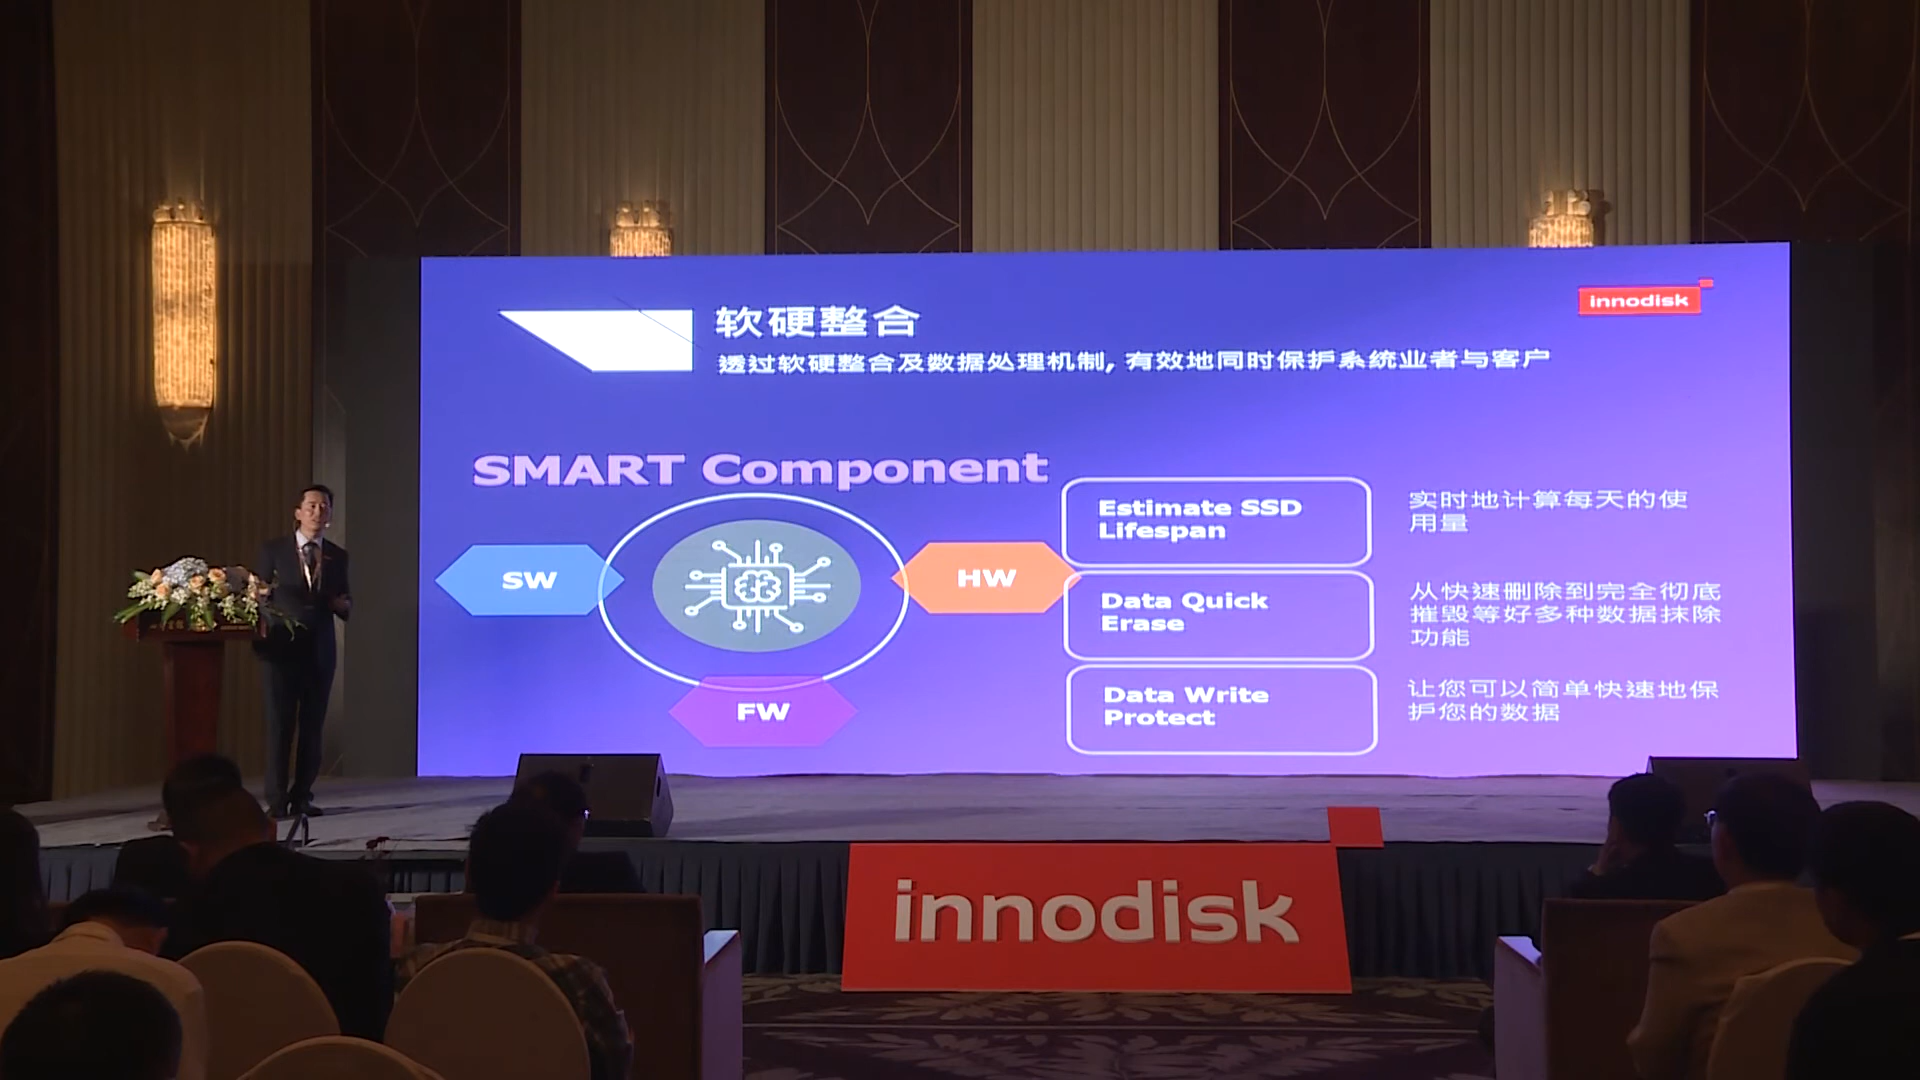 软硬整合
innodisk
透过软硬整合及数据处理机制, 有效地同时保护系统业者与客户
SMART Component
SW
HW
FW
Estimate SSD
Lifespan
实时地计算每天的使
用量
Data Quick
Erase
从快速删除到完全彻底
摧毁等好多种数据抹除
功能
Data Write
Protect
让您可以简单快速地保
护您的数据
innodisk